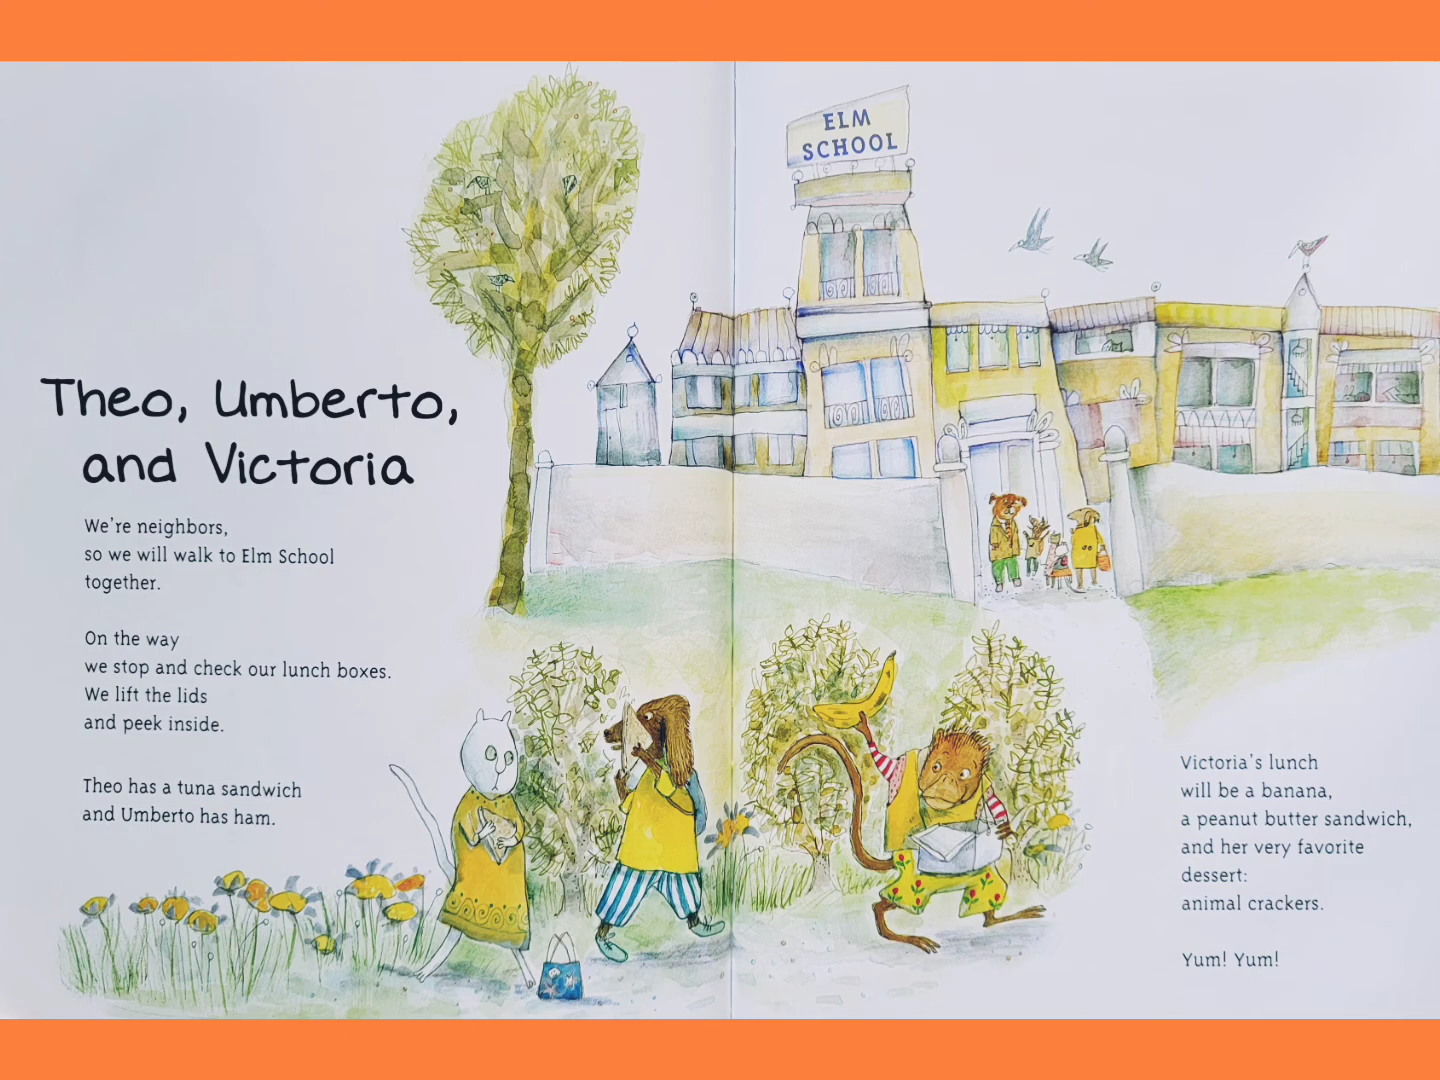 Theo, Umberto,
and Victoria
We're neighbors,
so we will walk to Elm School
together.
On the way
we stop and check our lunch boxes.
We lift the lids
and peek inside.
Theo has a tuna sandwich
and Umberto has ham.
ELM
SCHOOL
Victoria's lunch
will be a banana,
a peanut butter sandwich,
and her very favorite
dessert:
animal crackers.
Yum! Yum!